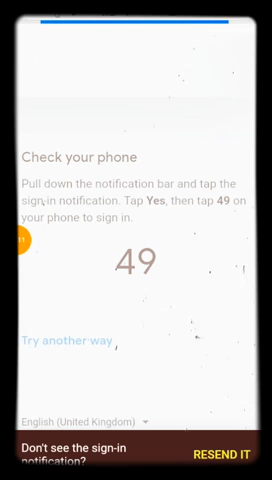 Check your phone
Pull down the notification bar and tap the
sign-in notification. Tap Yes, then tap 49 on
your phone to sign in.
11
49
Try another way
English (United Kingdom)
Don't see the sign-in
notification?
RESEND IT